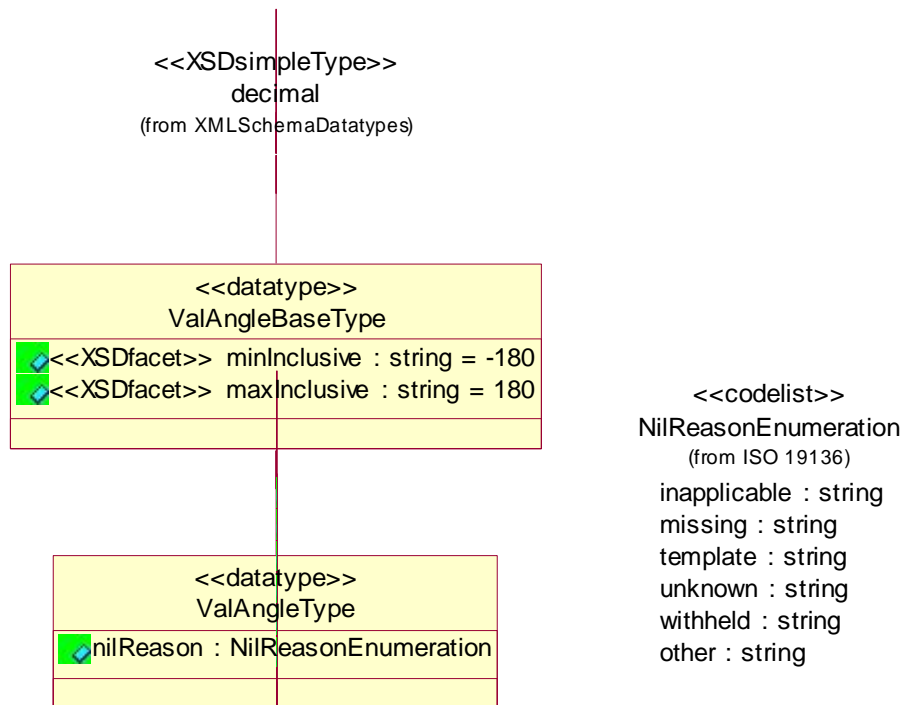 <<XSDsimpleType>>
decimal
(from XMLSchemaDatatypes)
<<datatype>>
ValAngleBaseType
<<XSDfacet>> minInclusive : string = -180
<<XSDfacet>> maxInclusive : string = 180
<<datatype>>
ValAngleType
nilReason : NilReasonEnumeration
<<codelist>>
NilReasonEnumeration
(from ISO 19136)
inapplicable : string
missing : string
template : string
unknown : string
withheld : string
other : string